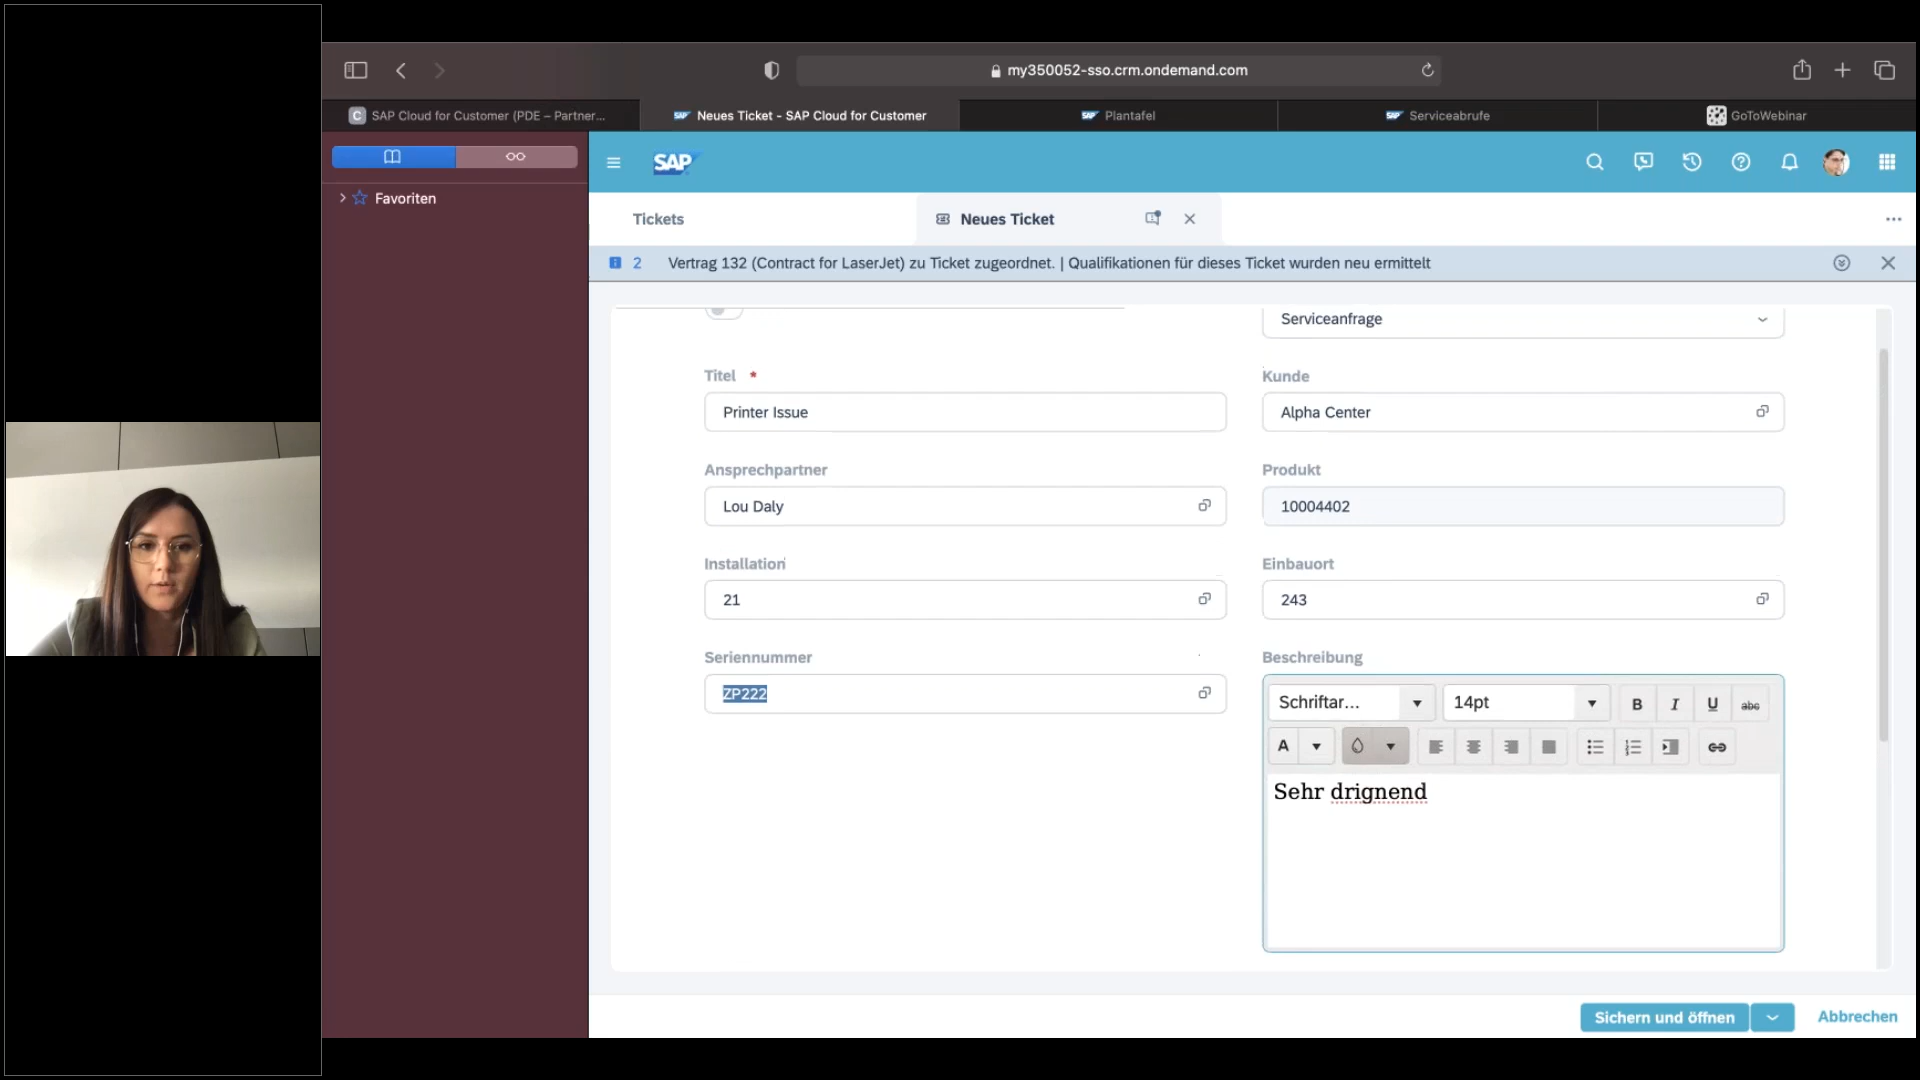 my350052-sso.crm.ondemand.com
C SAP Cloud for Customer (PDE – Partner...
SAP Neues Ticket - SAP Cloud for Customer
SAP Plantafel
SAP Serviceabrufe
GoToWebinar
Favoriten
SAP
Tickets
Neues Ticket
2 Vertrag 132 (Contract for LaserJet) zu Ticket zugeordnet. | Qualifikationen für dieses Ticket wurden neu ermittelt
Serviceanfrage
Titel *
Printer Issue
Kunde
Alpha Center
Ansprechpartner
Lou Daly
Produkt
10004402
Installation
21
Einbauort
243
Seriennummer
ZP222
Beschreibung
Schriftar... 14pt B I U abc
A
Sehr drignend
Sichern und öffnen
Abbrechen